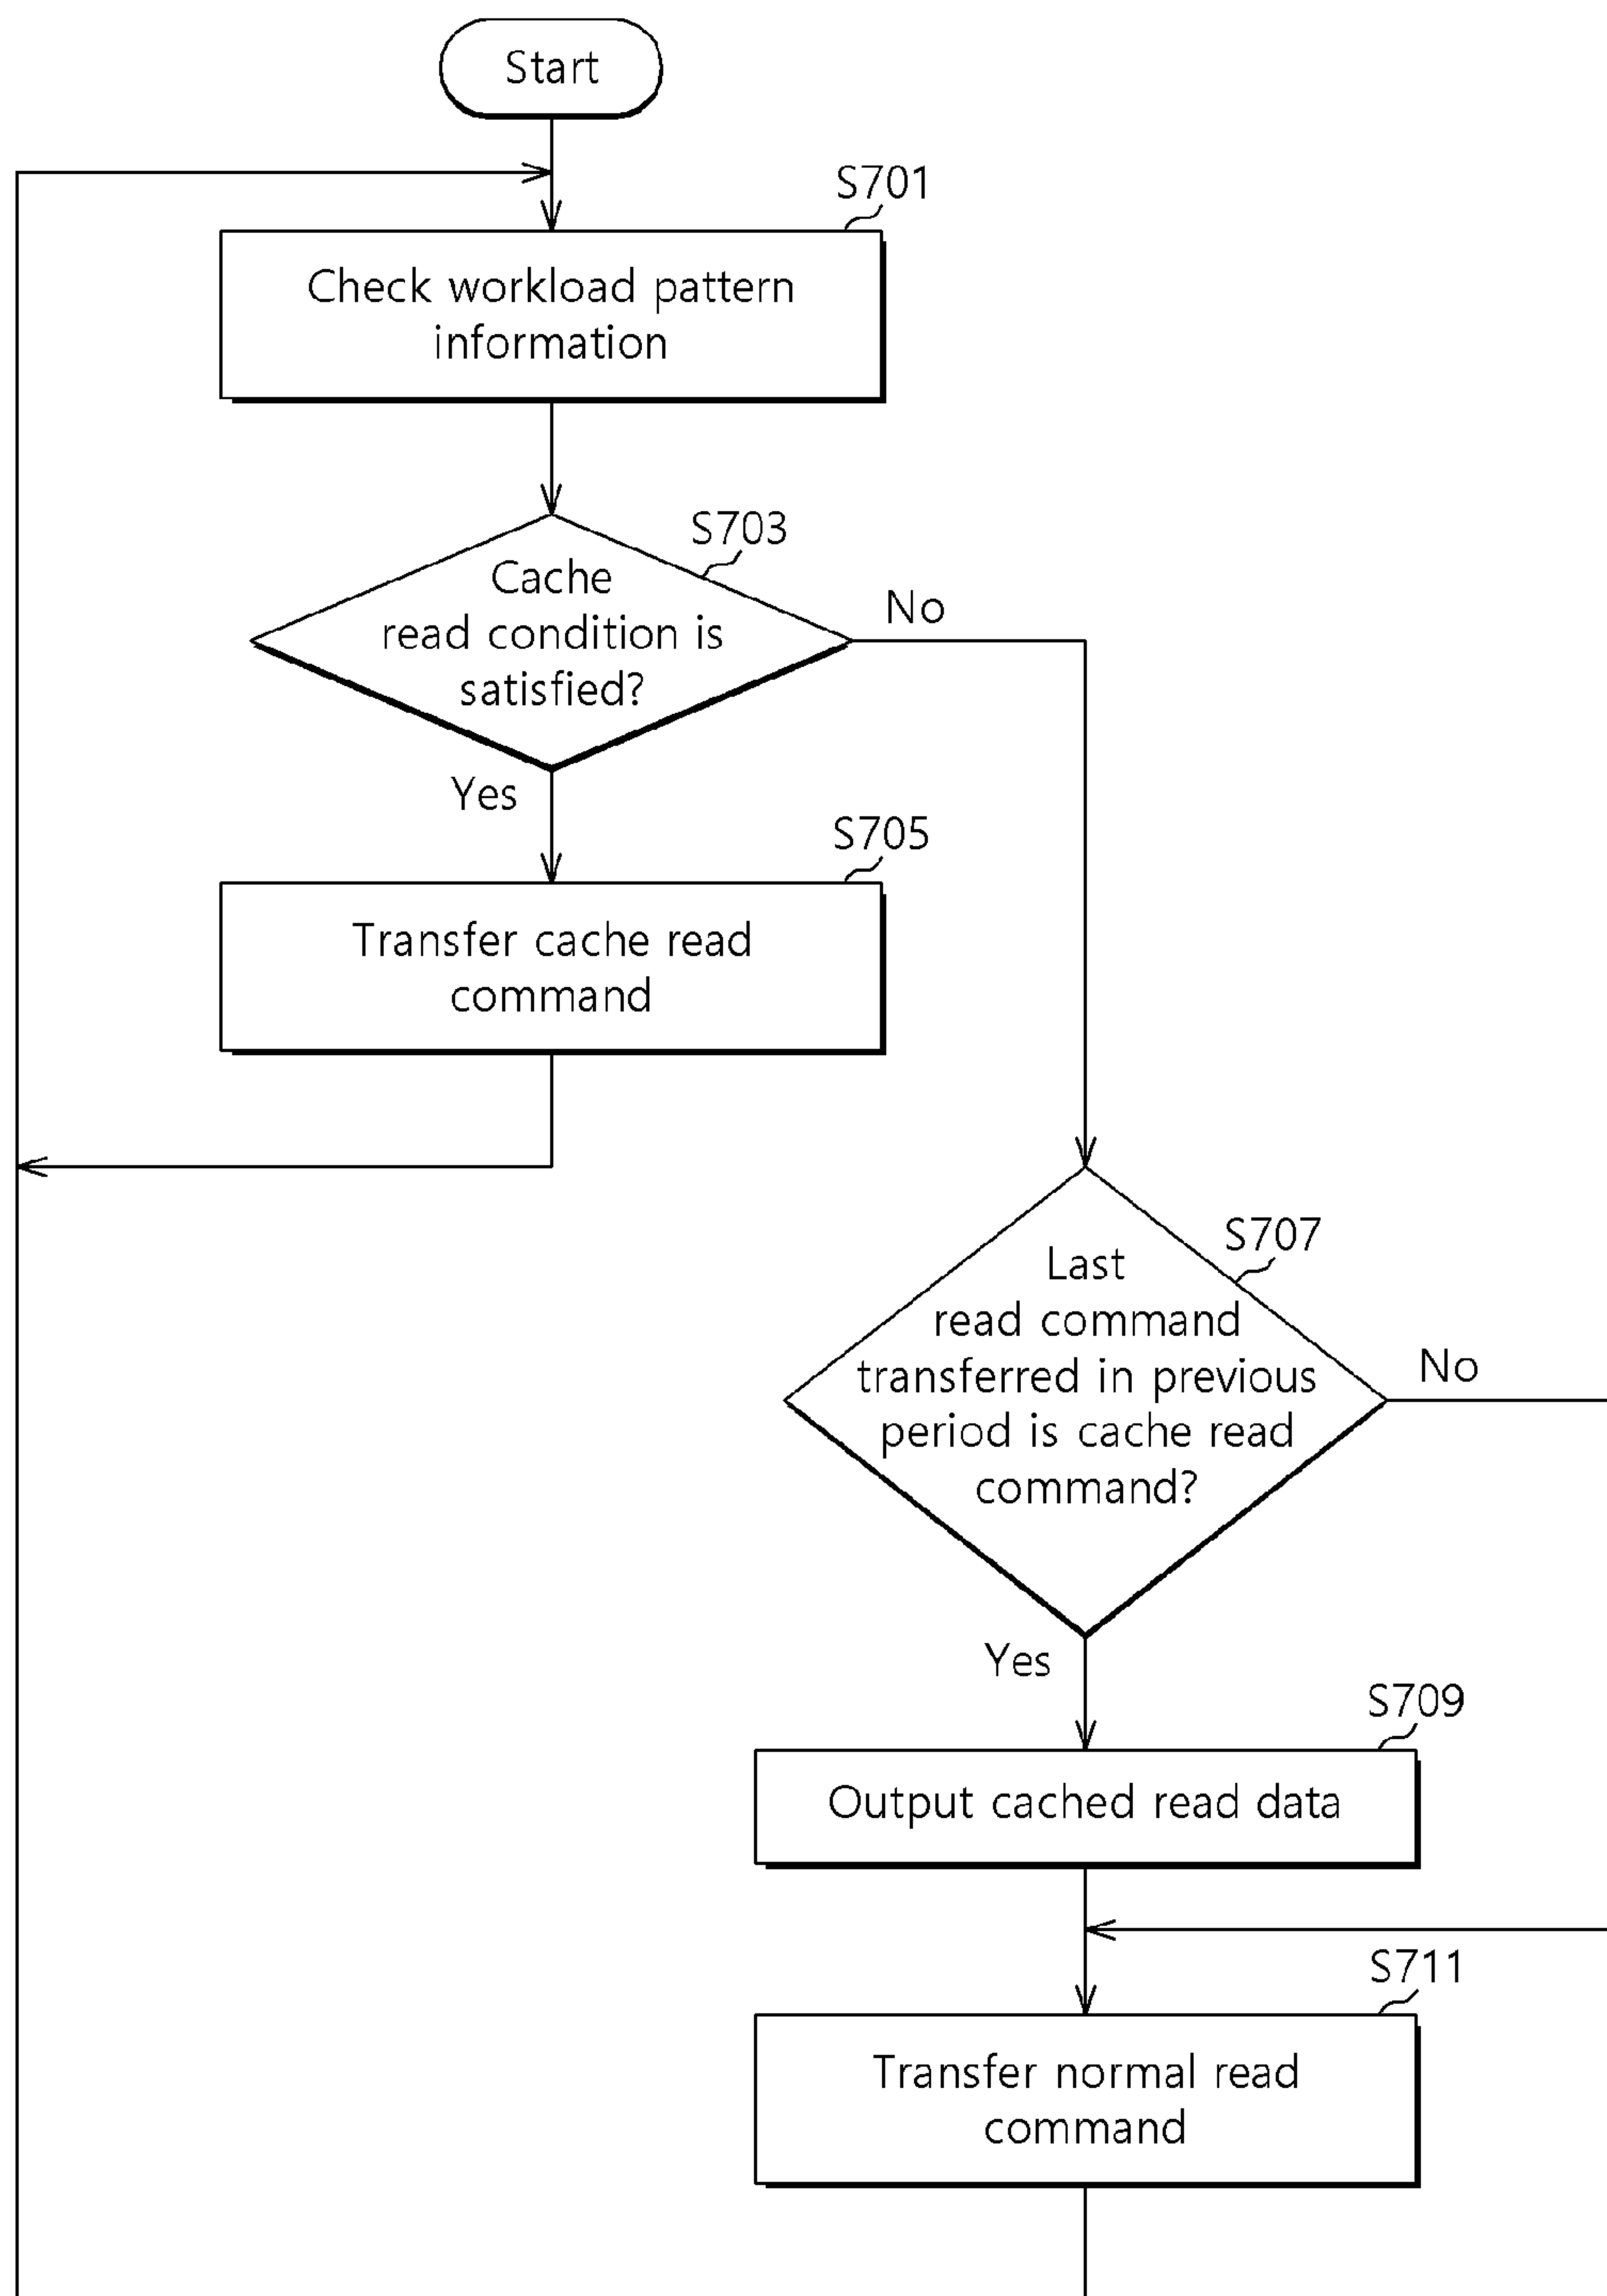 Start
S701
Check workload pattern
information
S703
Cache
read condition is
satisfied?
No
Yes
S705
Transfer cache read
command
S707
Last
read command
transferred in previous
period is cache read
command?
No
Yes
S709
Output cached read data
S711
Transfer normal read
command